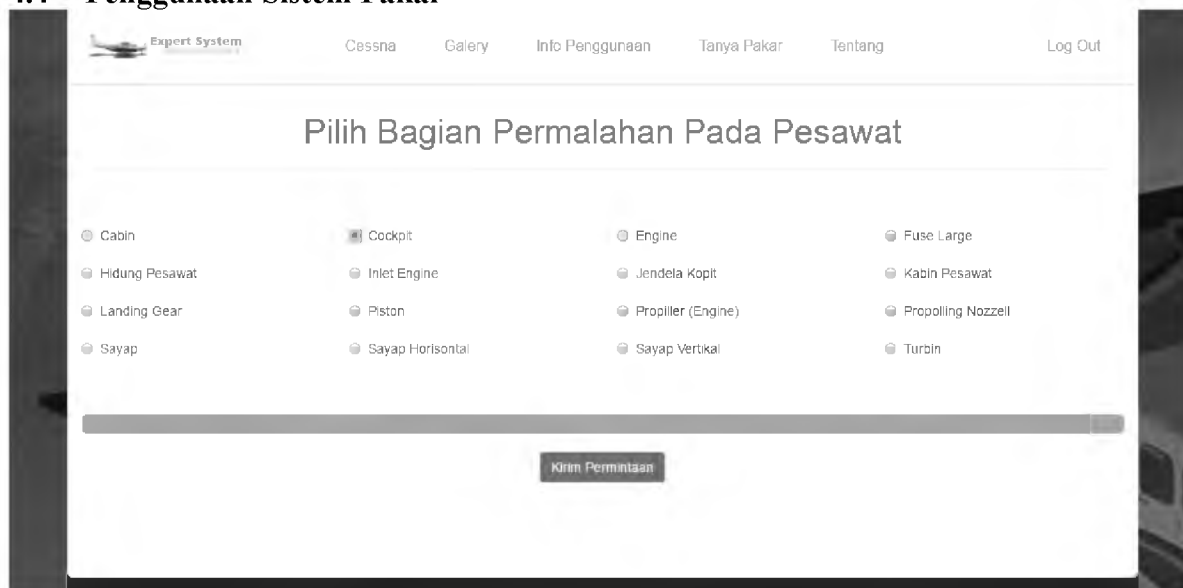 Penggunaan Sistem Pakar
Expert System
Cessna Galery Info Penggunaan Tanya Pakar Tentang Log Out
Pilih Bagian Permalahan Pada Pesawat
Cabin Cockpit Engine Fuse Large
Hidung Pesawat Inlet Engine Jendela Kopit Kabin Pesawat
Landing Gear Piston Propiller (Engine) Propolling Nozzell
Sayap Sayap Horisontal Sayap Vertikal Turbin
Kirim Permintaan